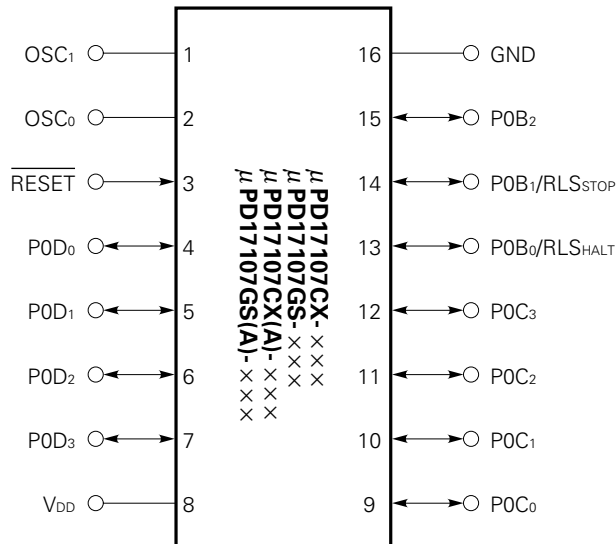 OSC₁ 1 16 GND
OSC₀ 2 15 P0B₂
R̅E̅S̅E̅T̅ 3 14 P0B₁/RLSSTOP
P0D₀ 4 13 P0B₀/RLSHALT
P0D₁ 5 12 P0C₃
P0D₂ 6 11 P0C₂
P0D₃ 7 10 P0C₁
VDD 8 9 P0C₀
μPD17107CX-×××
μPD17107GS-×××
μPD17107CX(A)-×××
μPD17107GS(A)-×××